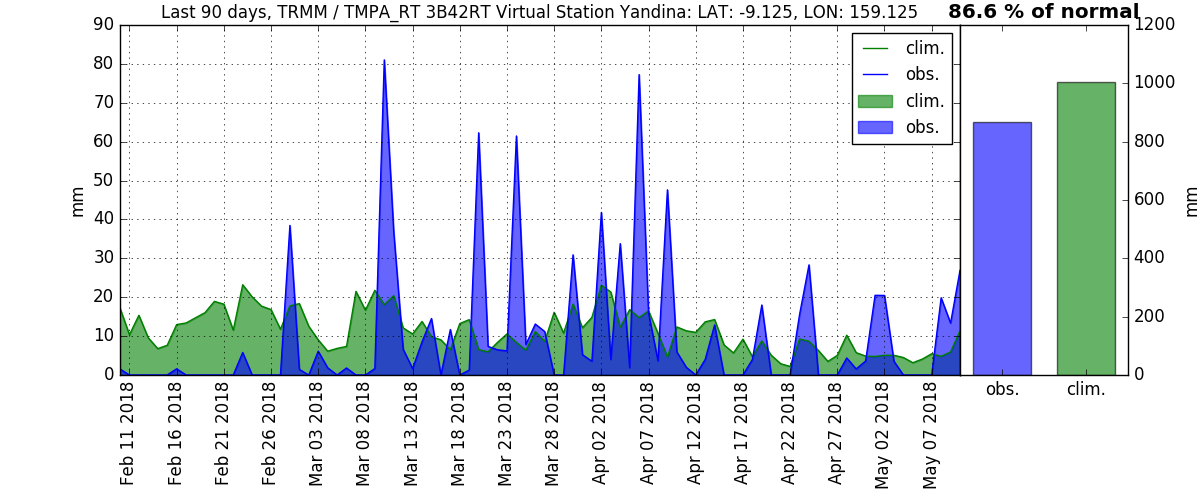 Last 90 days, TRMM / TMPA_RT 3B42RT Virtual Station Yandina: LAT: -9.125, LON: 159.125
86.6 % of normal
90
80
70
60
50
40
30
20
10
0
mm
clim.
obs.
clim.
obs.
1200
1000
800
600
400
200
0
mm
obs.
clim.
Feb 11 2018
Feb 16 2018
Feb 21 2018
Feb 26 2018
Mar 03 2018
Mar 08 2018
Mar 13 2018
Mar 18 2018
Mar 23 2018
Mar 28 2018
Apr 02 2018
Apr 07 2018
Apr 12 2018
Apr 17 2018
Apr 22 2018
Apr 27 2018
May 02 2018
May 07 2018